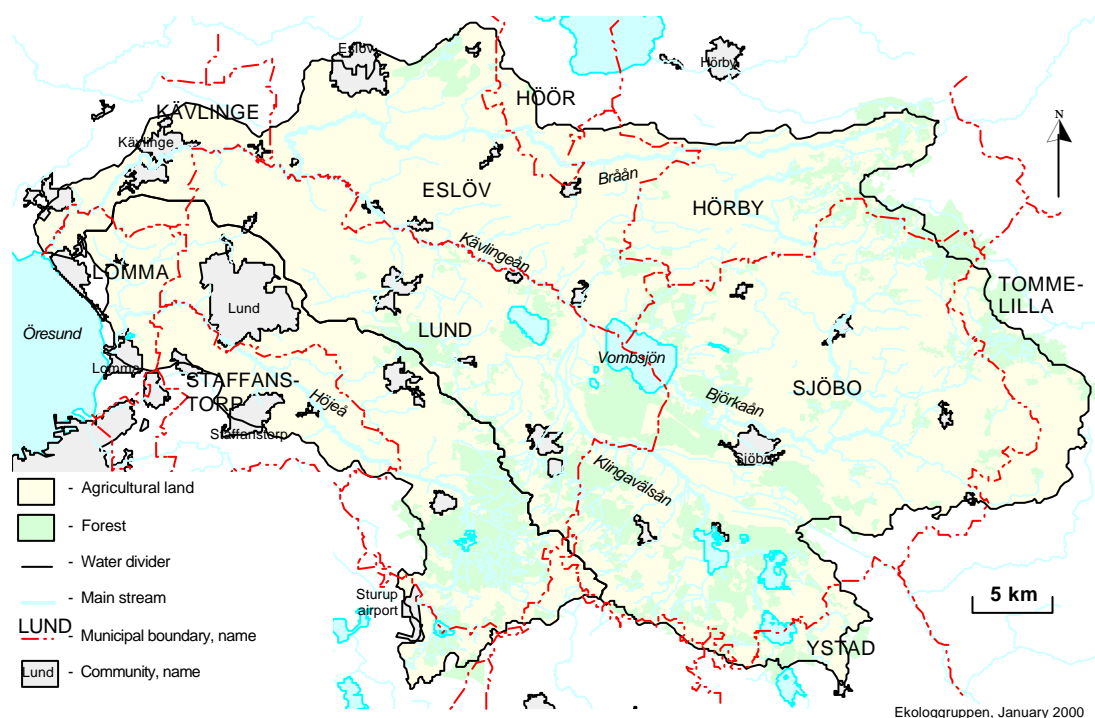 Eslöv
Hörby
HÖÖR
KÄVLINGE
Kävlinge
Bråån
ESLÖV
HÖRBY
Kävlingeån
LOMMA
TOMME-
LILLA
Lund
Öresund
LUND
Vombsjön
Lomma
STAFFANS-
TORP
Höjeå
SJÖBO
Björkaån
Staffanstorp
Sjöbo
Klingavälsån
N
- Agricultural land
- Forest
- Water divider
- Main stream
LUND
- Municipal boundary, name
Lund - Community, name
Sturup
airport
5 km
YSTAD
Ekologgruppen, January 2000